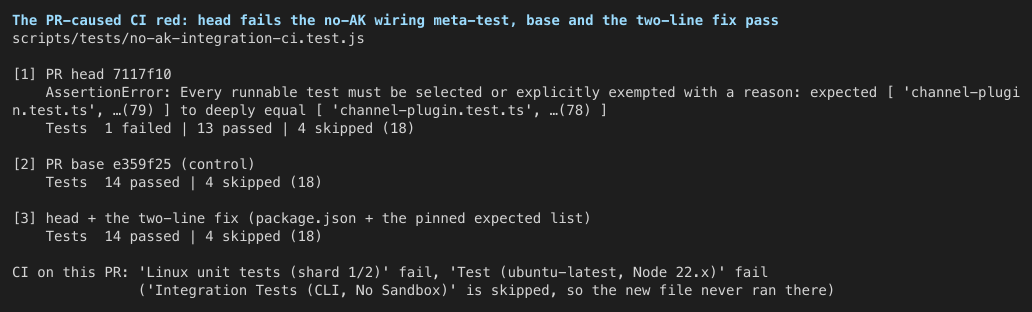 The PR-caused CI red: head fails the no-AK wiring meta-test, base and the two-line fix pass
scripts/tests/no-ak-integration-ci.test.js
[1] PR head 7117f10
AssertionError: Every runnable test must be selected or explicitly exempted with a reason: expected [ 'channel-plugi
n.test.ts', …(79) ] to deeply equal [ 'channel-plugin.test.ts', …(78) ]
Tests  1 failed | 13 passed | 4 skipped (18)
[2] PR base e359f25 (control)
Tests  14 passed | 4 skipped (18)
[3] head + the two-line fix (package.json + the pinned expected list)
Tests  14 passed | 4 skipped (18)
CI on this PR: 'Linux unit tests (shard 1/2)' fail, 'Test (ubuntu-latest, Node 22.x)' fail
('Integration Tests (CLI, No Sandbox)' is skipped, so the new file never ran there)